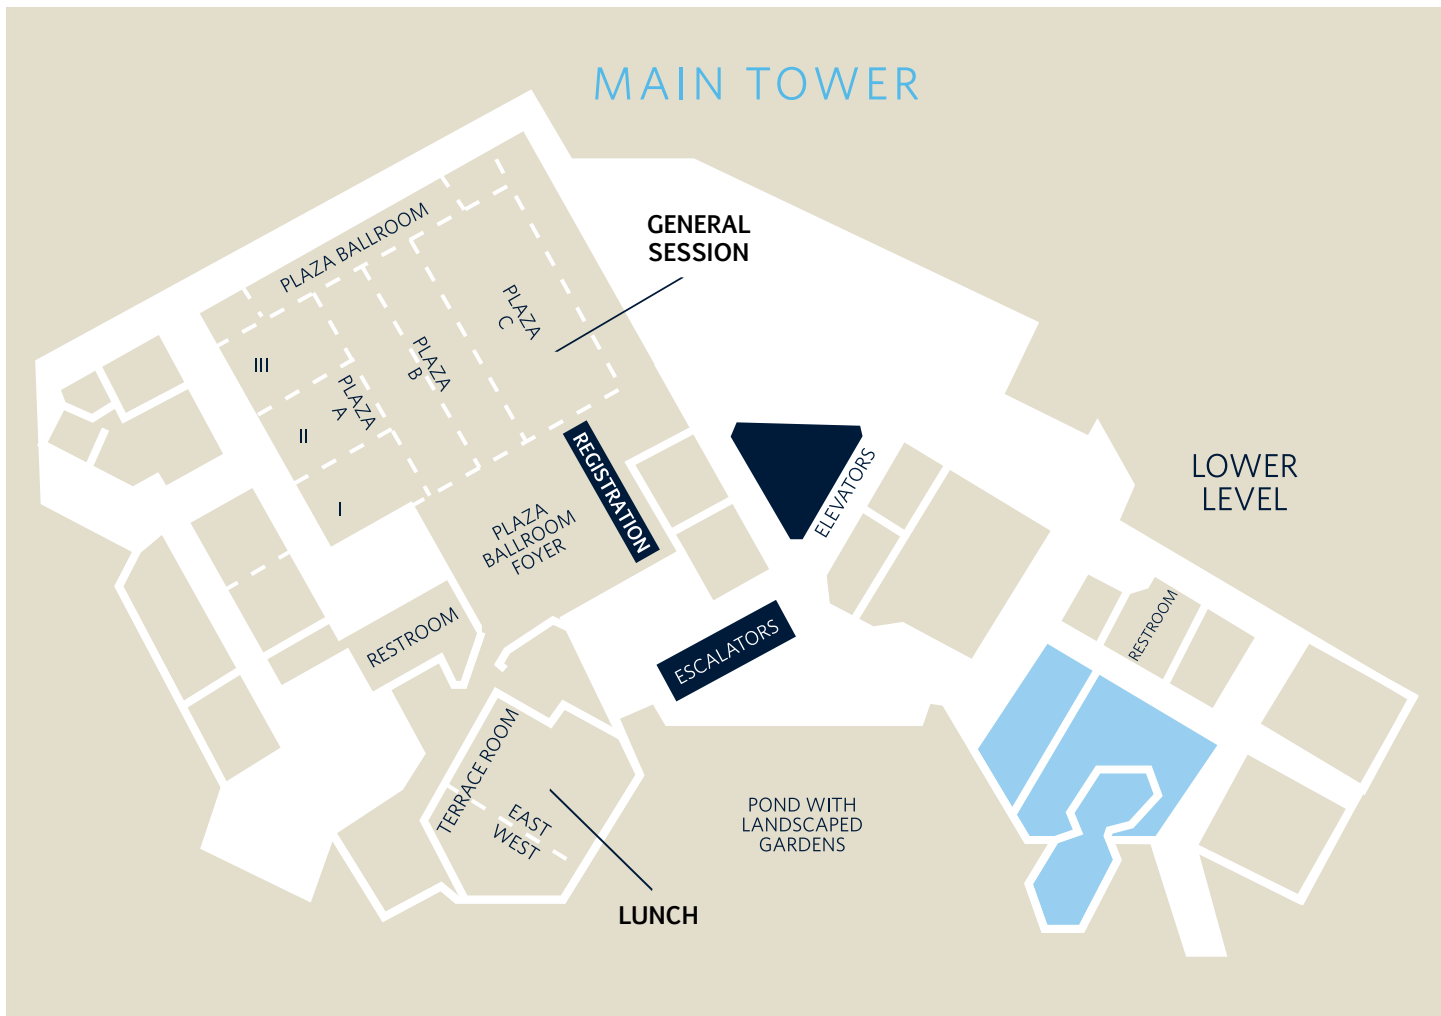 MAIN TOWER
GENERAL
SESSION
PLAZA BALLROOM
PLAZA
C
PLAZA
B
PLAZA
A
III
II
I
REGISTRATION
PLAZA
BALLROOM
FOYER
ELEVATORS
LOWER
LEVEL
RESTROOM
ESCALATORS
RESTROOM
TERRACE ROOM
EAST
WEST
POND WITH
LANDSCAPED
GARDENS
LUNCH